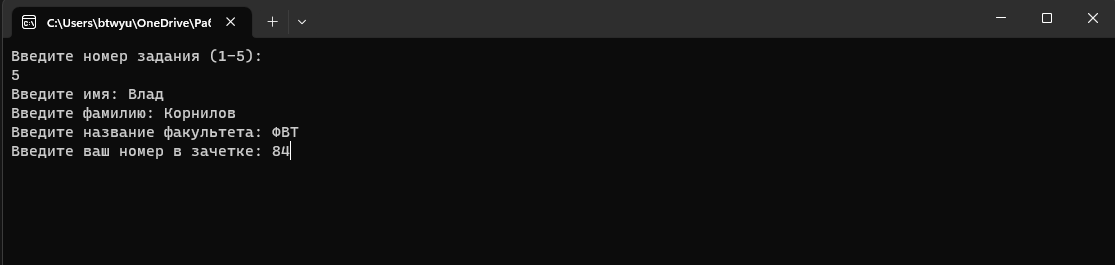 C:\Users\btwyu\OneDrive\Раб
Введите номер задания (1-5):
5
Введите имя: Влад
Введите фамилию: Корнилов
Введите название факультета: ФВТ
Введите ваш номер в зачетке: 84